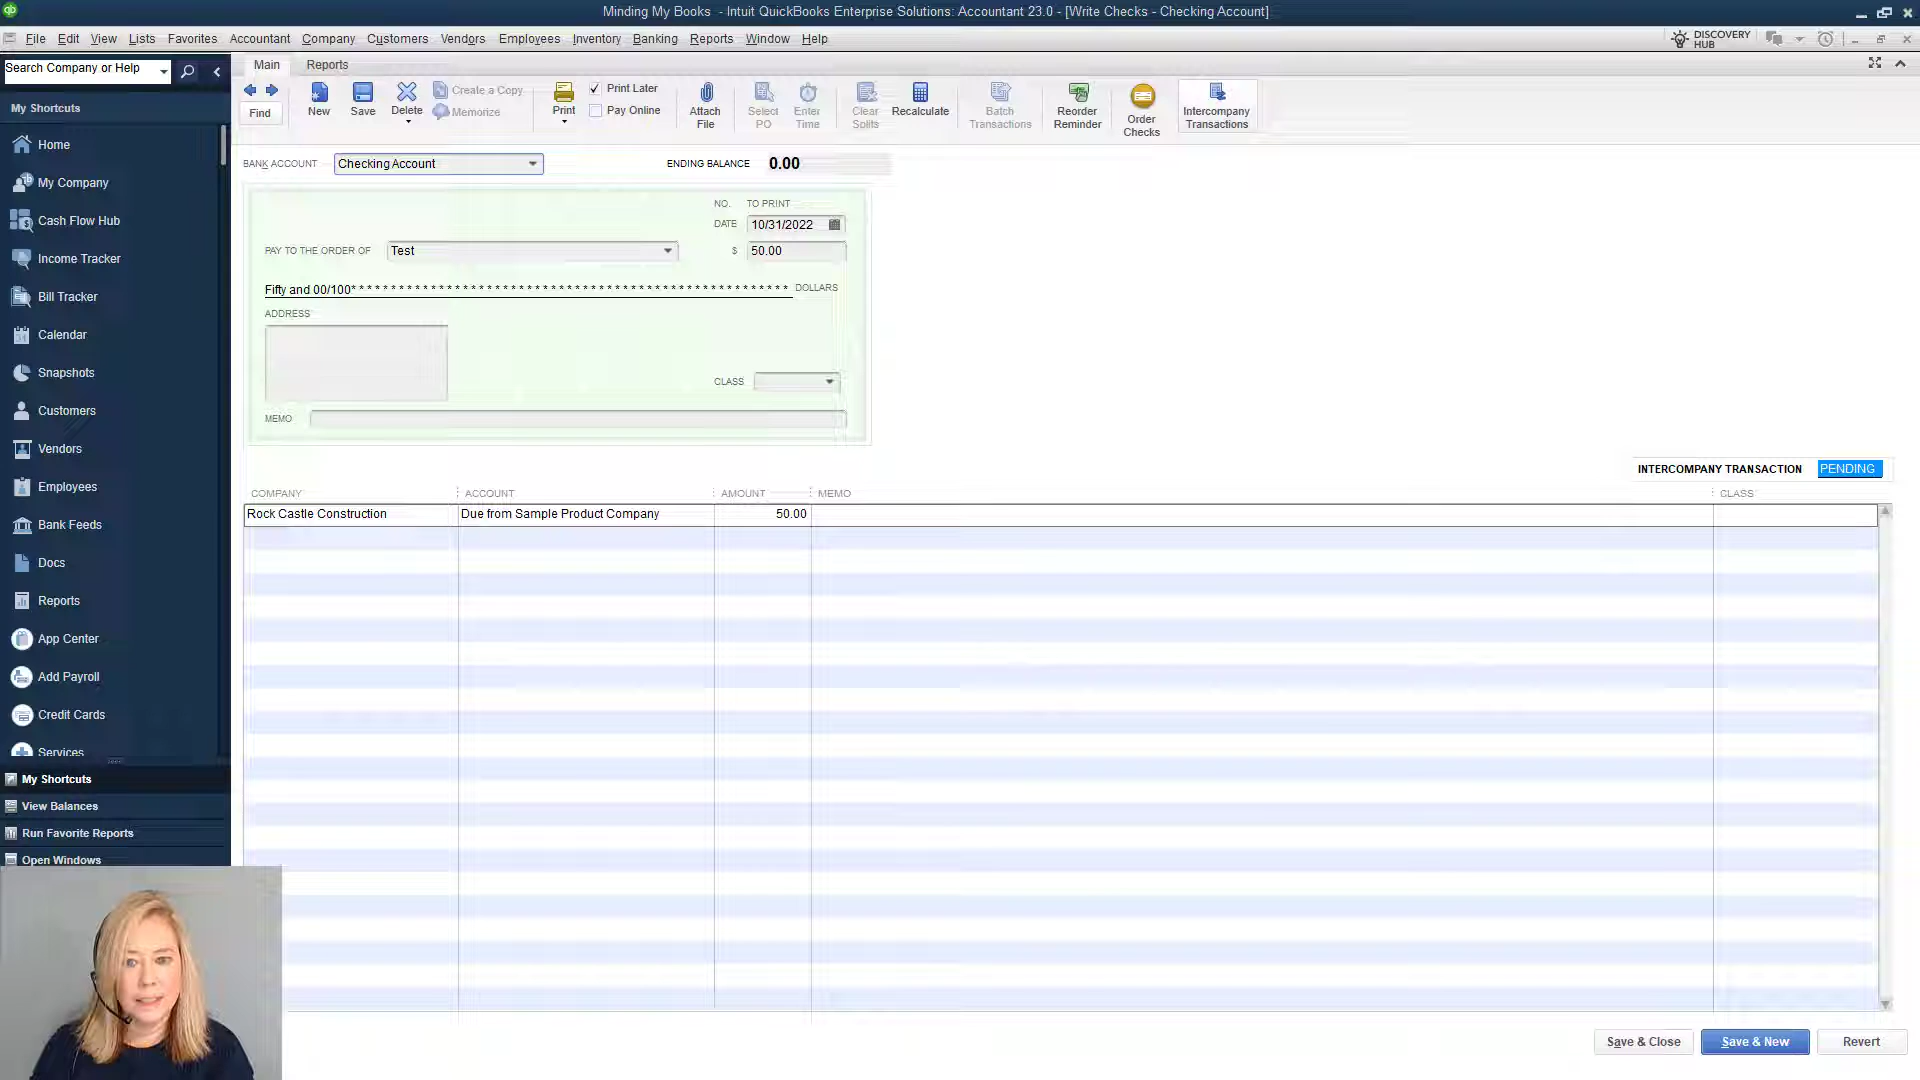 Minding My Books - Intuit QuickBooks Enterprise Solutions: Accountant 23.0 - [Write Checks - Checking Account]
File Edit View Lists Favorites Accountant Company Customers Vendors Employees Inventory Banking Reports Window Help
DISCOVERY HUB
Search Company or Help
My Shortcuts
Home
My Company
Cash Flow Hub
Income Tracker
Bill Tracker
Calendar
Snapshots
Customers
Vendors
Employees
Bank Feeds
Docs
Reports
App Center
Add Payroll
Credit Cards
Services
My Shortcuts
View Balances
Run Favorite Reports
Open Windows
Main Reports
Find
New
Save
Delete
Create a Copy
Memorize
Print
Print Later
Pay Online
Attach File
Select PO
Enter Time
Clear Splits
Recalculate
Batch Transactions
Reorder Reminder
Order Checks
Intercompany Transactions
BANK ACCOUNT Checking Account ENDING BALANCE 0.00
NO. TO PRINT
DATE 10/31/2022
PAY TO THE ORDER OF Test $ 50.00
Fifty and 00/100* * * * * * * * * * * * * * * * * * * * * * * * * * * * * * * * * * * * * * * * * * * * * * * * * * * * * * * DOLLARS
ADDRESS
CLASS
MEMO
INTERCOMPANY TRANSACTION PENDING
COMPANY ACCOUNT AMOUNT MEMO CLASS
Rock Castle Construction Due from Sample Product Company 50.00
Save & Close Save & New Revert